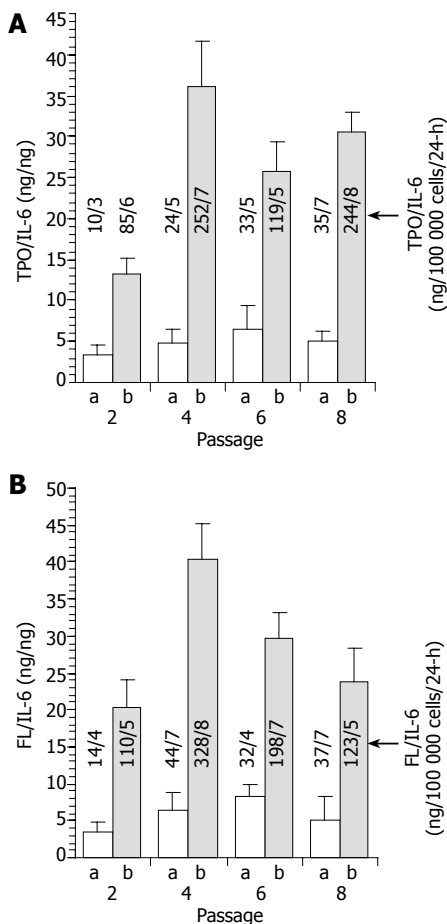 A
45
40
35
30
25
20
15
10
5
0
TPO/IL-6 (ng/ng)
10/3
85/6
24/5
252/7
33/5
119/5
35/7
244/8
TPO/IL-6
(ng/100 000 cells/24-h)
a b a b a b a b
2 4 6 8
Passage
B
50
45
40
35
30
25
20
15
10
5
0
FL/IL-6 (ng/ng)
14/4
110/5
44/7
328/8
32/4
198/7
37/7
123/5
FL/IL-6
(ng/100 000 cells/24-h)
a b a b a b a b
2 4 6 8
Passage